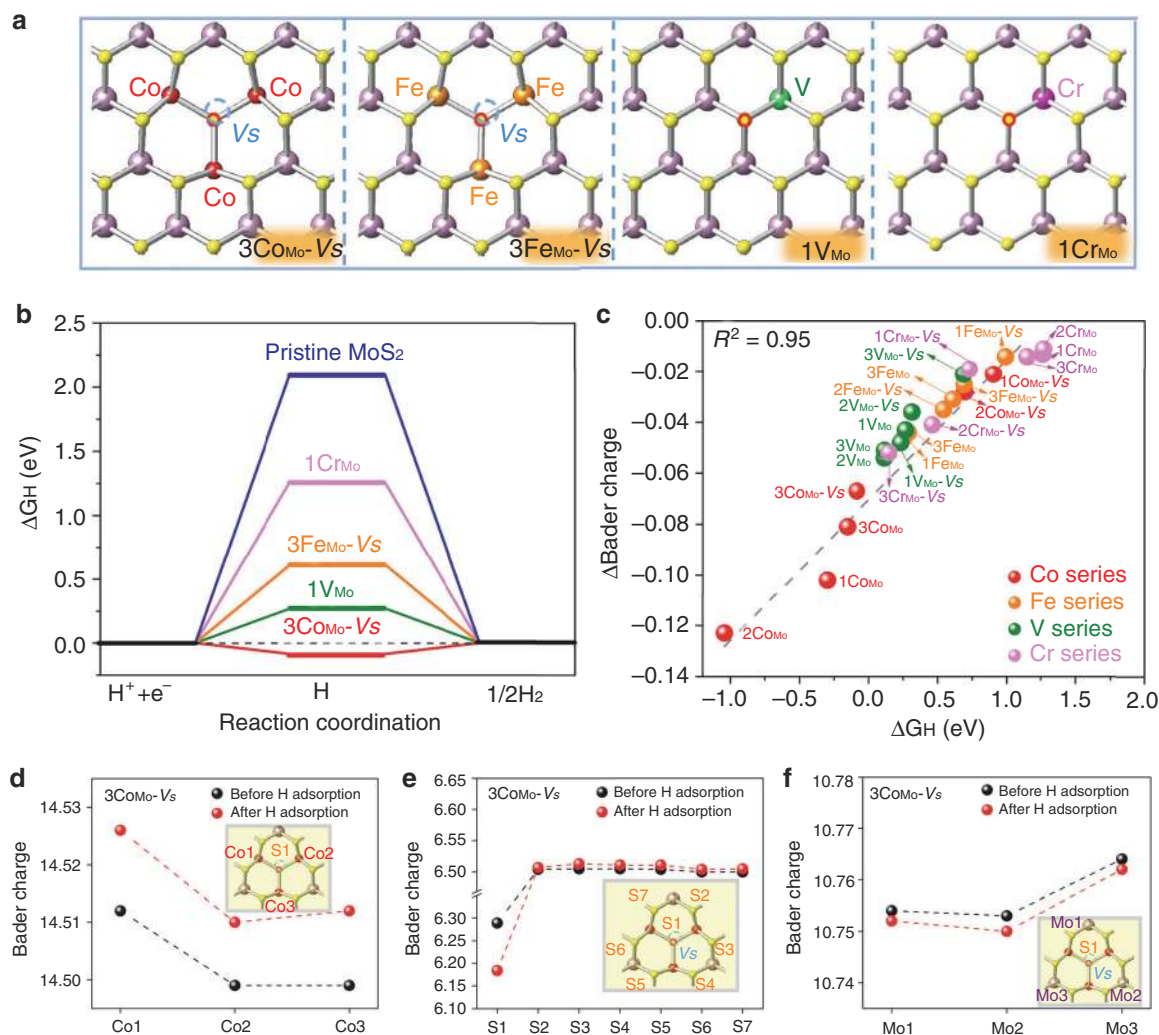 a
Co
Co
Vs
Co
3CoMo-Vs
Fe
Fe
Vs
Fe
3FeMo-Vs
V
1VMo
Cr
1CrMo
b
2.5
2.0
1.5
1.0
0.5
0.0
ΔGH (eV)
Pristine MoS2
1CrMo
3FeMo-Vs
1VMo
3CoMo-Vs
H+ +e−
H
1/2H2
Reaction coordination
c
0.00
−0.02
−0.04
−0.06
−0.08
−0.10
−0.12
−0.14
ΔBader charge
R2 = 0.95
1CrMo-Vs
1FeMo-Vs
2CrMo
3VMo-Vs
1CrMo
3FeMo
3CrMo
2FeMo-Vs
1CoMo-Vs
3FeMo-Vs
2VMo-Vs
2CoMo-Vs
1VMo
2CrMo-Vs
3VMo
3FeMo
2VMo
1FeMo
1VMo-Vs
3CrMo-Vs
3CoMo-Vs
3CoMo
1CoMo
2CoMo
Co series
Fe series
V series
Cr series
−1.0
−0.5
0.0
0.5
1.0
1.5
2.0
ΔGH (eV)
d
3CoMo-Vs
Before H adsorption
After H adsorption
14.53
14.52
14.51
14.50
Bader charge
S1
Co1
Co2
Co3
Co1
Co2
Co3
e
3CoMo-Vs
Before H adsorption
After H adsorption
6.65
6.60
6.55
6.50
6.30
6.25
6.20
6.15
6.10
Bader charge
S7
S2
S1
S6
Vs
S3
S5
S4
S1
S2
S3
S4
S5
S6
S7
f
3CoMo-Vs
Before H adsorption
After H adsorption
10.78
10.77
10.76
10.75
10.74
Bader charge
Mo1
S1
Vs
Mo3
Mo2
Mo1
Mo2
Mo3